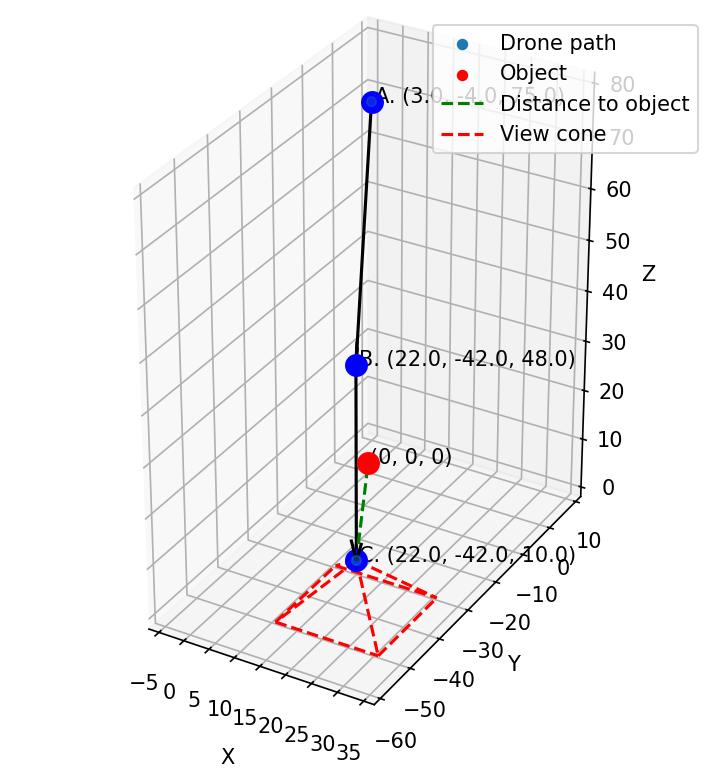 Drone path
Object
Distance to object
View cone
A. (3.0, -4.0, 75.0)
B. (22.0, -42.0, 48.0)
(0, 0, 0)
C. (22.0, -42.0, 10.0)
80
70
60
50
40
30
20
10
0
Z
10
0
−10
−20
−30
−40
−50
−60
Y
−5 0 5 10 15 20 25 30 35
X